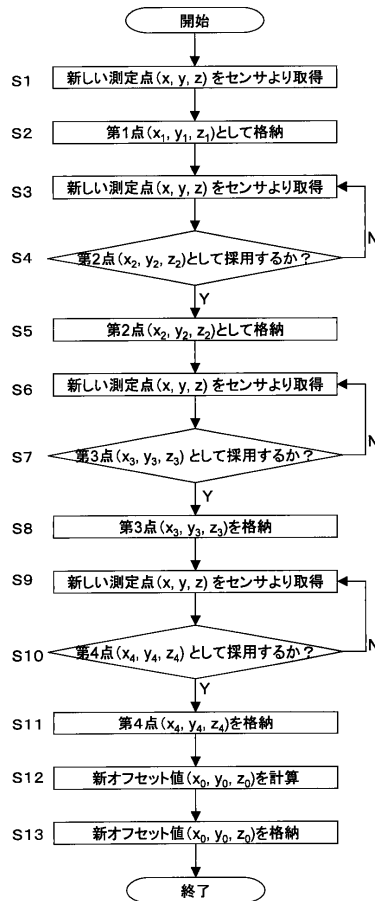 開始
S1 新しい測定点(x, y, z)をセンサより取得
S2 第1点(x₁, y₁, z₁)として格納
S3 新しい測定点(x, y, z)をセンサより取得
N
S4 第2点(x₂, y₂, z₂)として採用するか?
Y
S5 第2点(x₂, y₂, z₂)として格納
S6 新しい測定点(x, y, z)をセンサより取得
N
S7 第3点(x₃, y₃, z₃)として採用するか?
Y
S8 第3点(x₃, y₃, z₃)を格納
S9 新しい測定点(x, y, z)をセンサより取得
N
S10 第4点(x₄, y₄, z₄)として採用するか?
Y
S11 第4点(x₄, y₄, z₄)を格納
S12 新オフセット値(x₀, y₀, z₀)を計算
S13 新オフセット値(x₀, y₀, z₀)を格納
終了